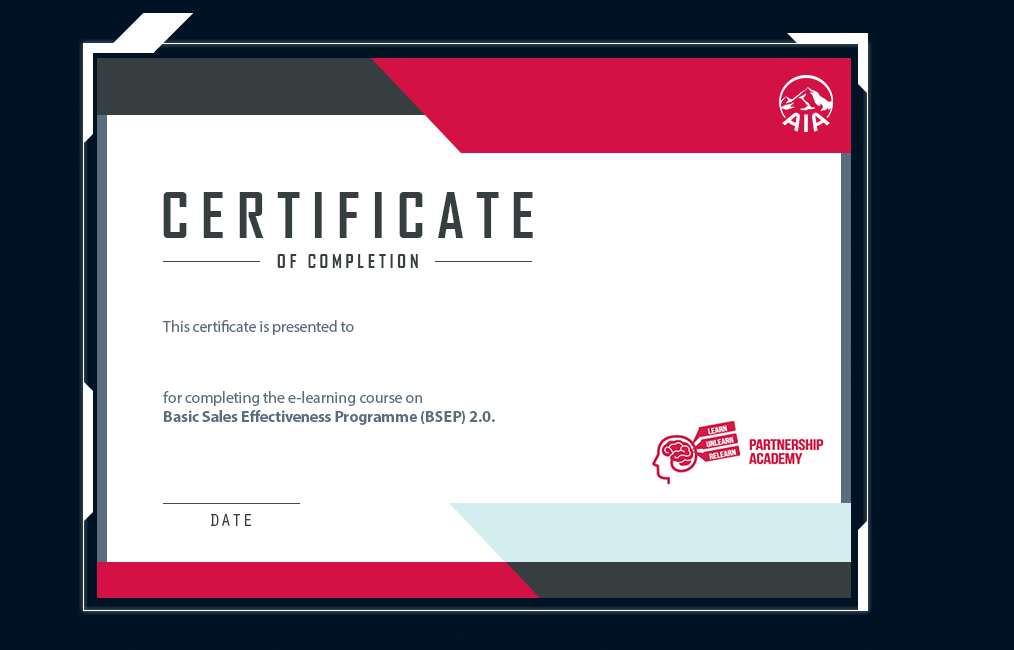 AIA
CERTIFICATE
OF COMPLETION
This certificate is presented to
for completing the e-learning course on
Basic Sales Effectiveness Programme (BSEP) 2.0.
LEARN
UNLEARN
RELEARN
PARTNERSHIP
ACADEMY
DATE